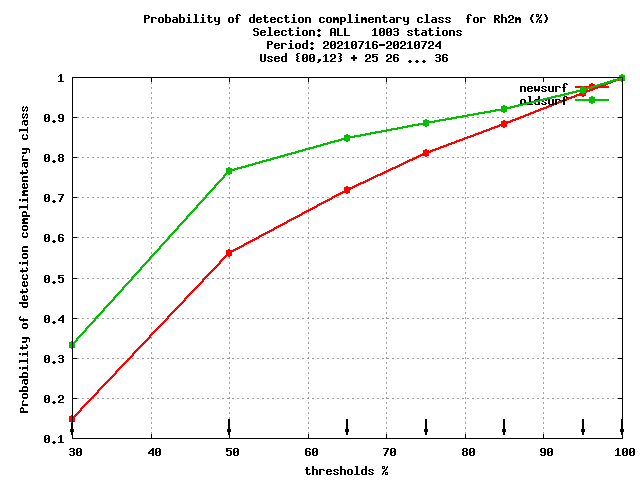 Probability of detection complimentary class  for Rh2m (%)
Selection: ALL   1003 stations
Period: 20210716-20210724
Used {00,12} + 25 26 ... 36
newsurf
oldsurf
Probability of detection complimentary class
1
0.9
0.8
0.7
0.6
0.5
0.4
0.3
0.2
0.1
30 40 50 60 70 80 90 100
thresholds %